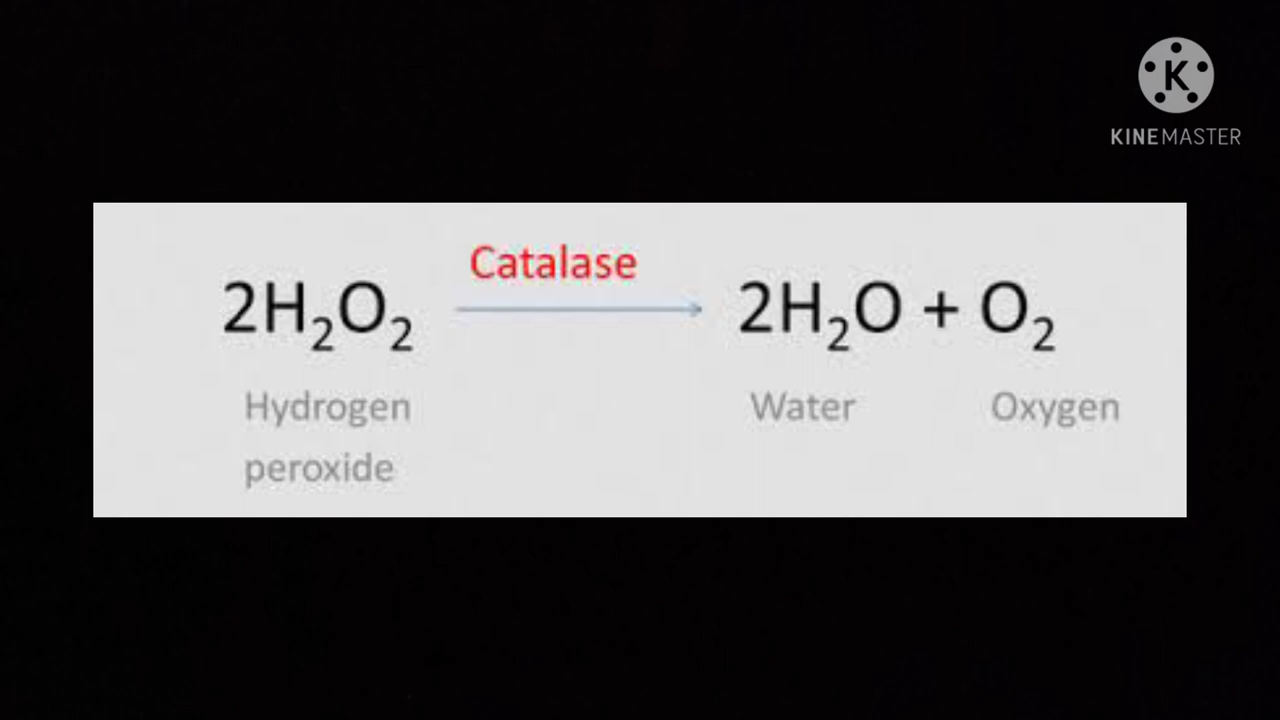 K
KINEMASTER
Catalase
2H₂O₂ → 2H₂O + O₂
Hydrogen peroxide
Water
Oxygen